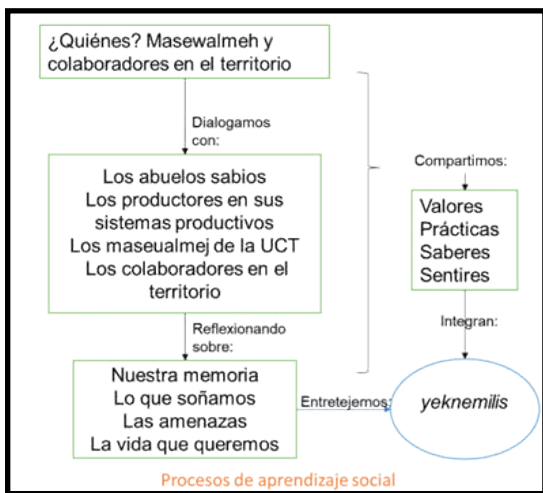 ¿Quiénes? Masewalmeh y
colaboradores en el territorio
Dialogamos
con:
Los abuelos sabios
Los productores en sus
sistemas productivos
Los maseualmej de la UCT
Los colaboradores en el
territorio
Reflexionando
sobre:
Nuestra memoria
Lo que soñamos
Las amenazas
La vida que queremos
Entretejemos:
Compartimos:
Valores
Prácticas
Saberes
Sentires
Integran:
yeknemilis
Procesos de aprendizaje social